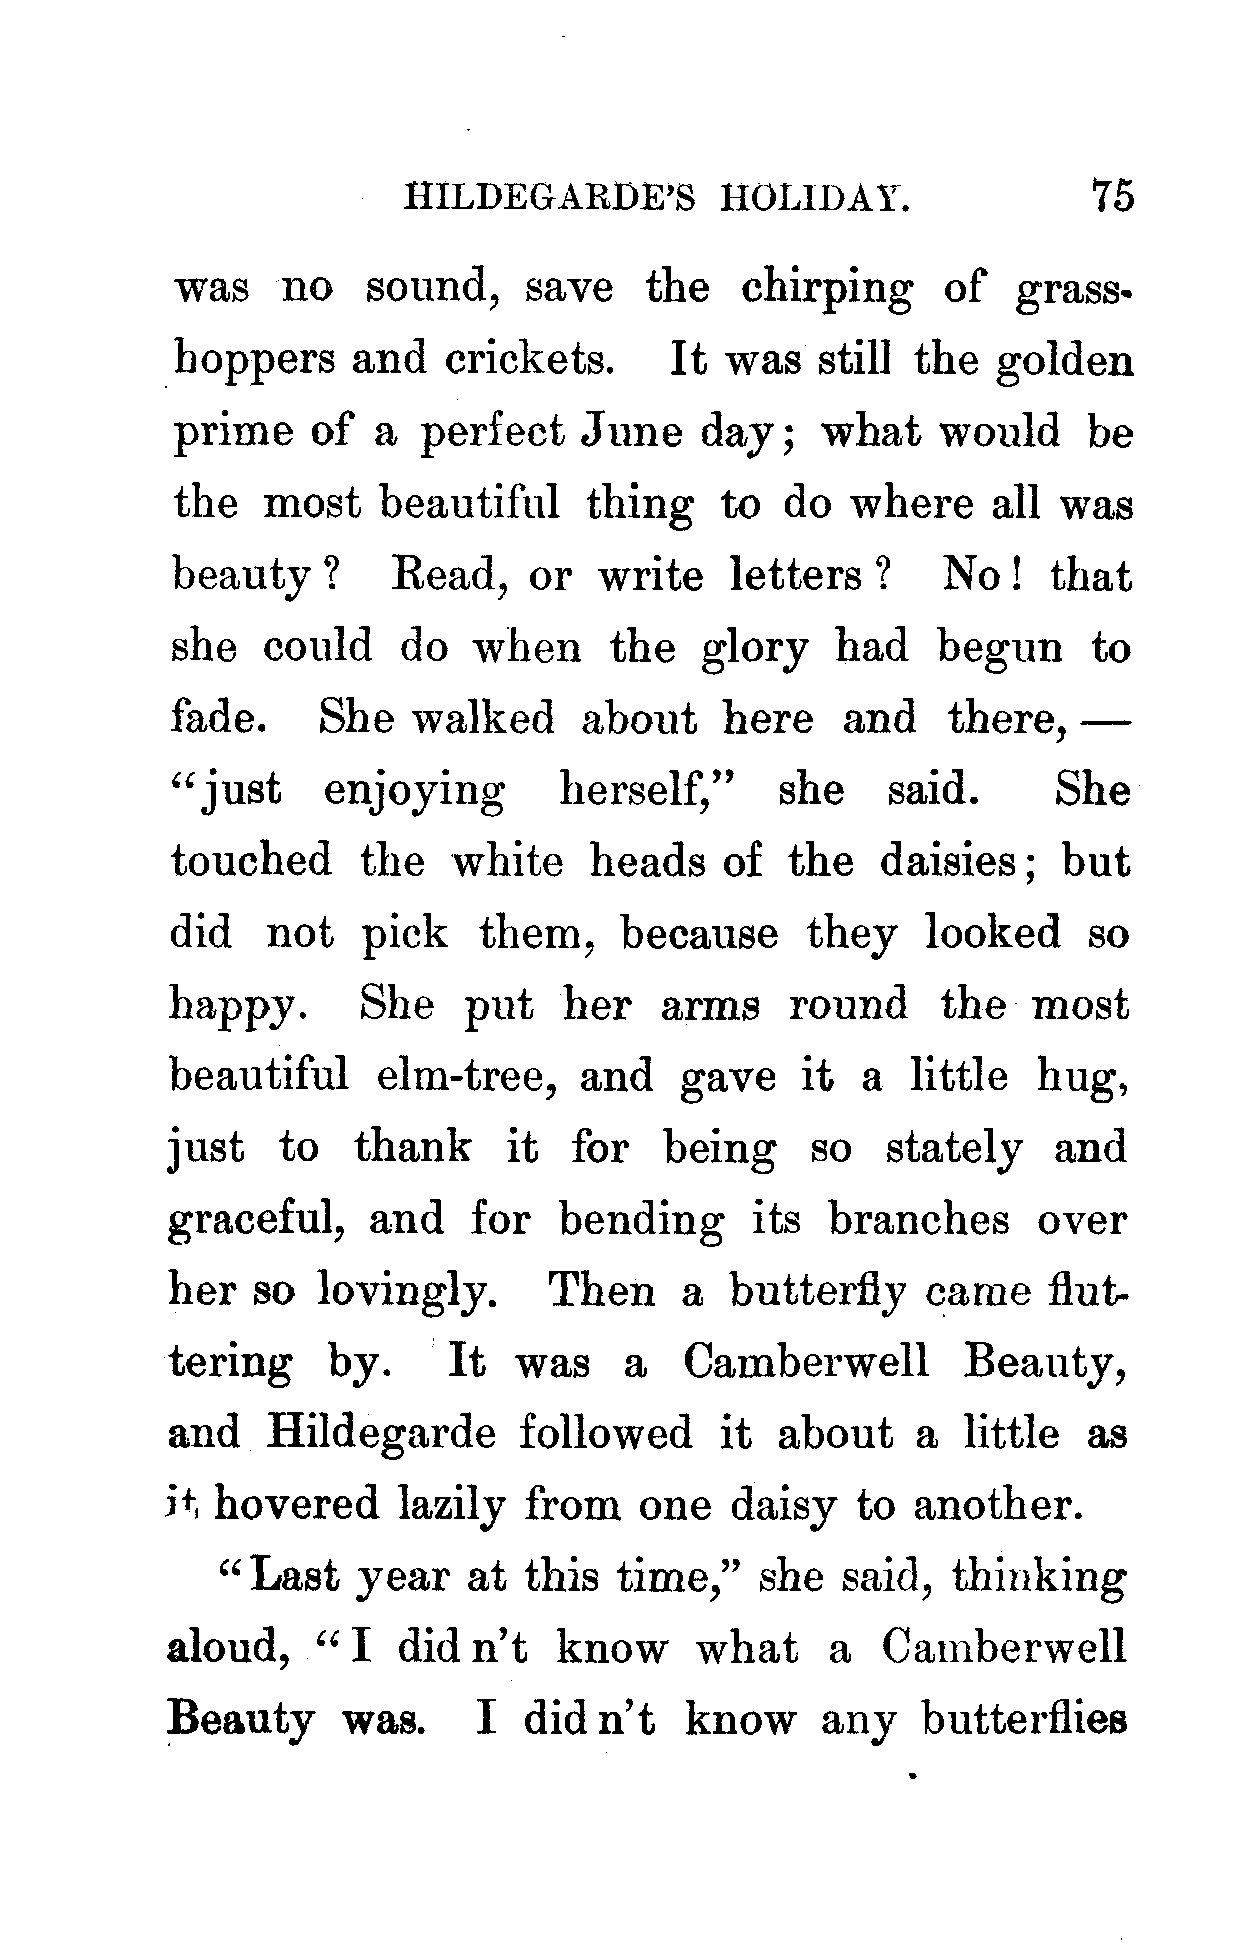 HILDEGARDE'S HOLIDAY. 75
was no sound, save the chirping of grass-
hoppers and crickets. It was still the golden
prime of a perfect June day; what would be
the most beautiful thing to do where all was
beauty? Read, or write letters? No! that
she could do when the glory had begun to
fade. She walked about here and there, —
"just enjoying herself," she said. She
touched the white heads of the daisies; but
did not pick them, because they looked so
happy. She put her arms round the most
beautiful elm-tree, and gave it a little hug,
just to thank it for being so stately and
graceful, and for bending its branches over
her so lovingly. Then a butterfly came flut-
tering by. It was a Camberwell Beauty,
and Hildegarde followed it about a little as
it hovered lazily from one daisy to another.
"Last year at this time," she said, thinking
aloud, "I did n't know what a Camberwell
Beauty was. I did n't know any butterflies